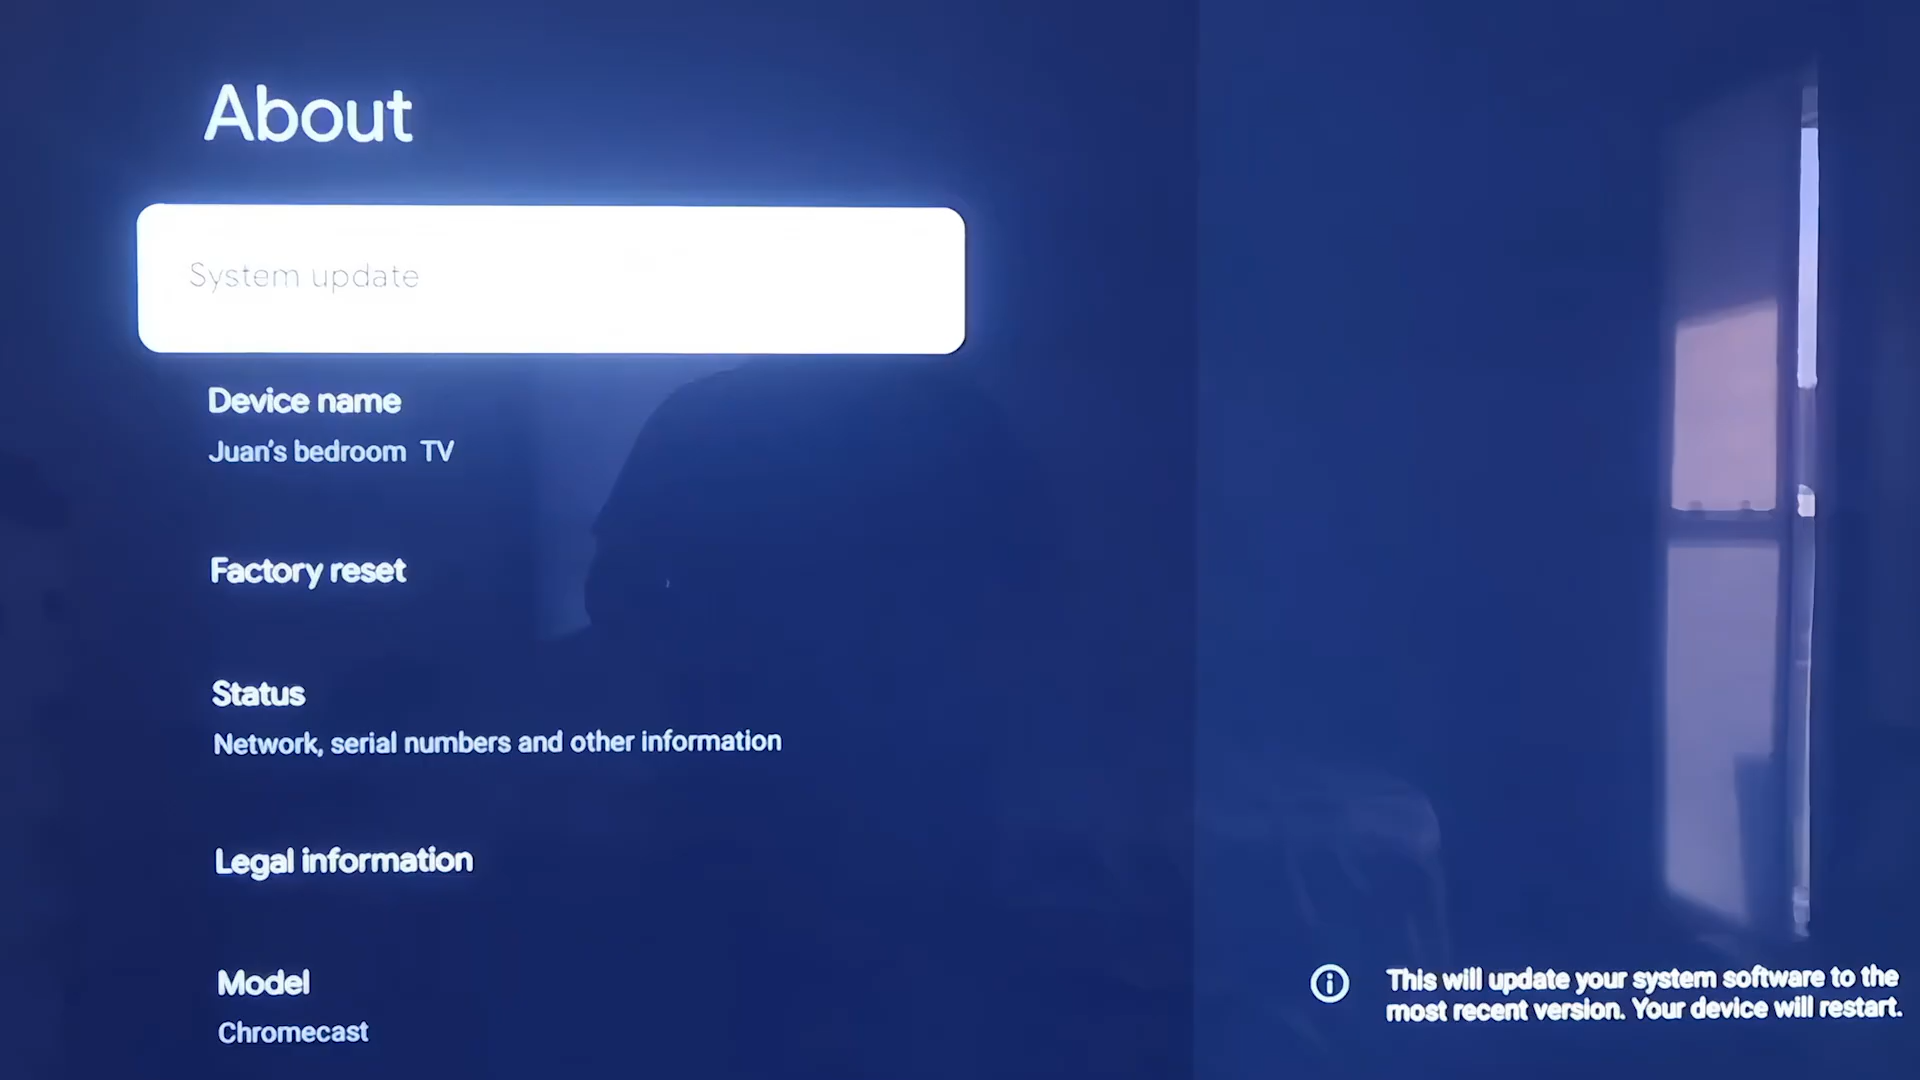 About
System update
Device name
Juan's bedroom TV
Factory reset
Status
Network, serial numbers and other information
Legal information
Model
Chromecast
This will update your system software to the
most recent version. Your device will restart.